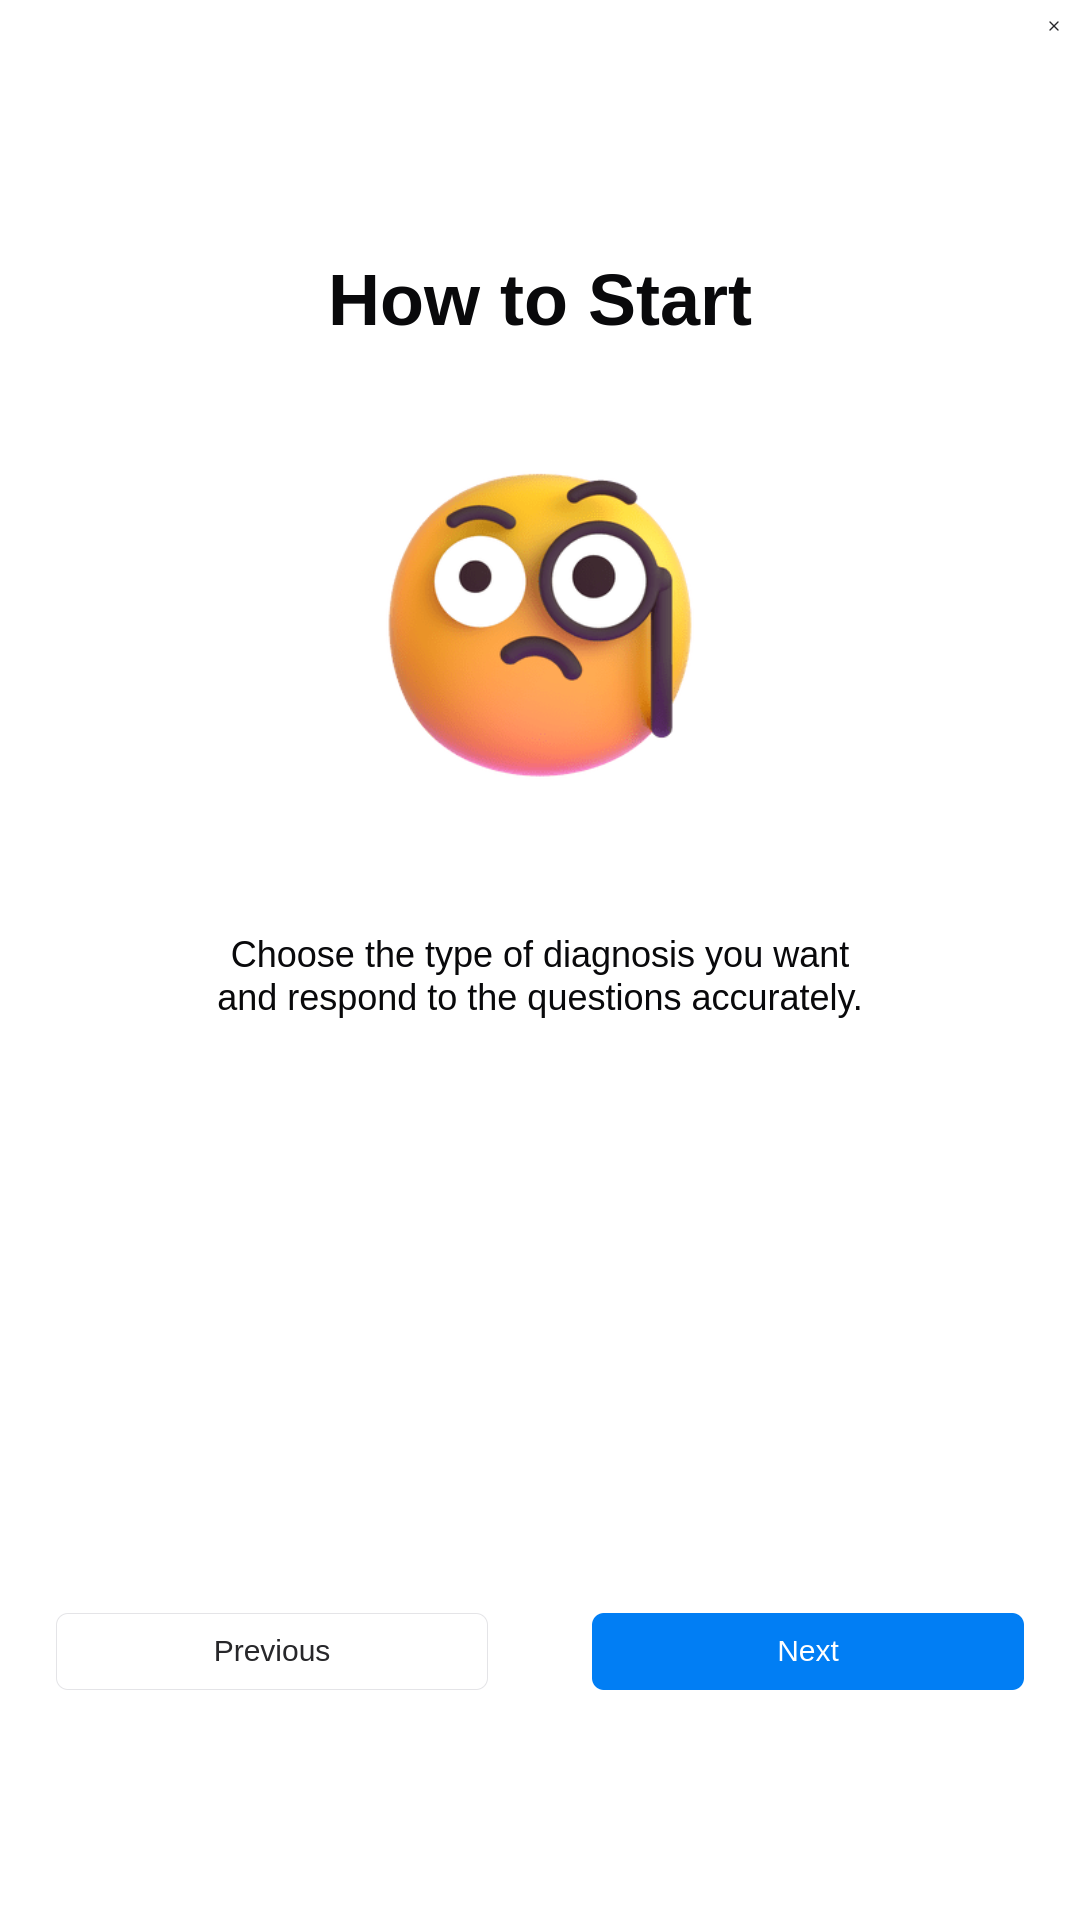 ×
How to Start
Choose the type of diagnosis you want
and respond to the questions accurately.
Previous
Next